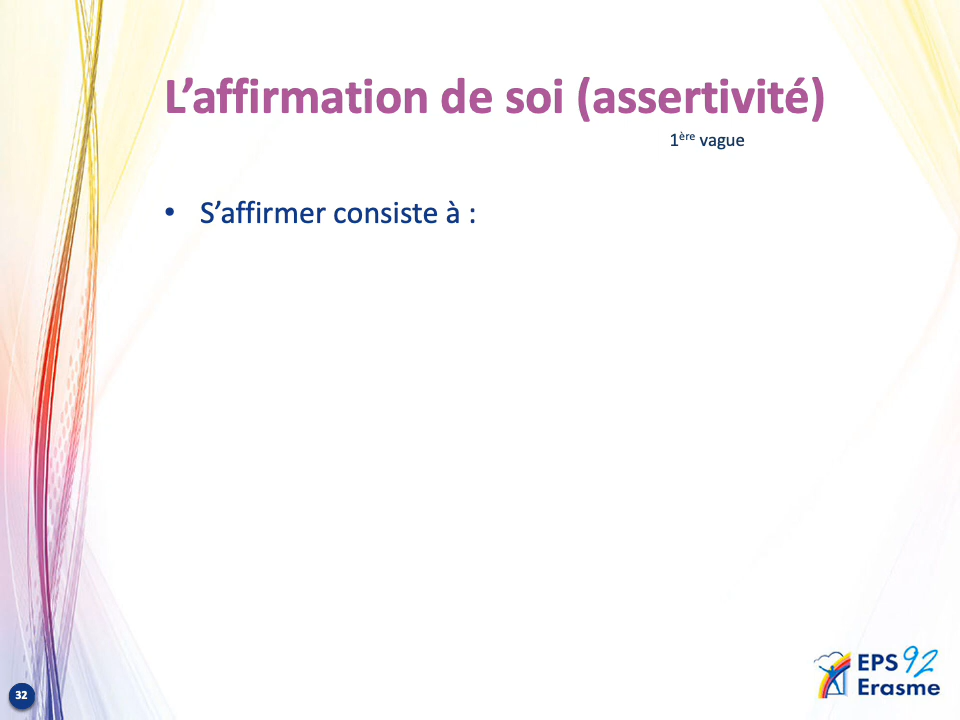 L’affirmation de soi (assertivité)
1ère vague
• S’affirmer consiste à :
EPS 92
Erasme
32